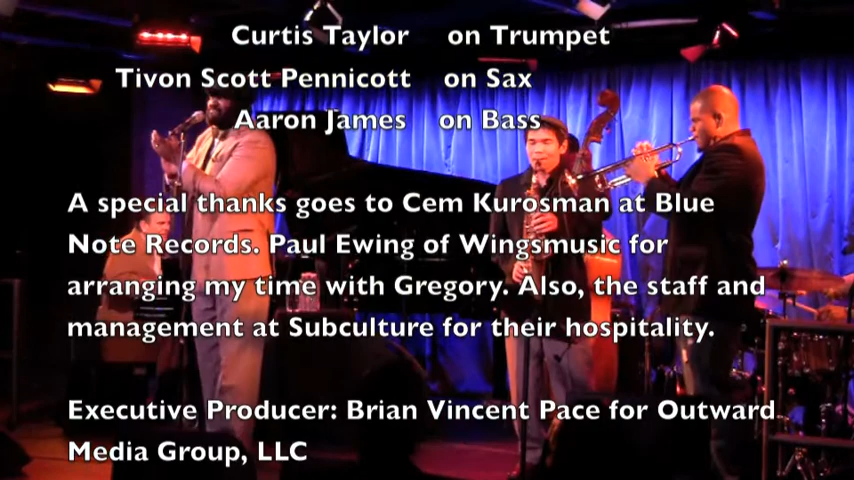 Curtis Taylor on Trumpet
Tivon Scott Pennicott on Sax
Aaron James on Bass
A special thanks goes to Cem Kurosman at Blue
Note Records. Paul Ewing of Wingsmusic for
arranging my time with Gregory. Also, the staff and
management at Subculture for their hospitality.
Executive Producer: Brian Vincent Pace for Outward
Media Group, LLC